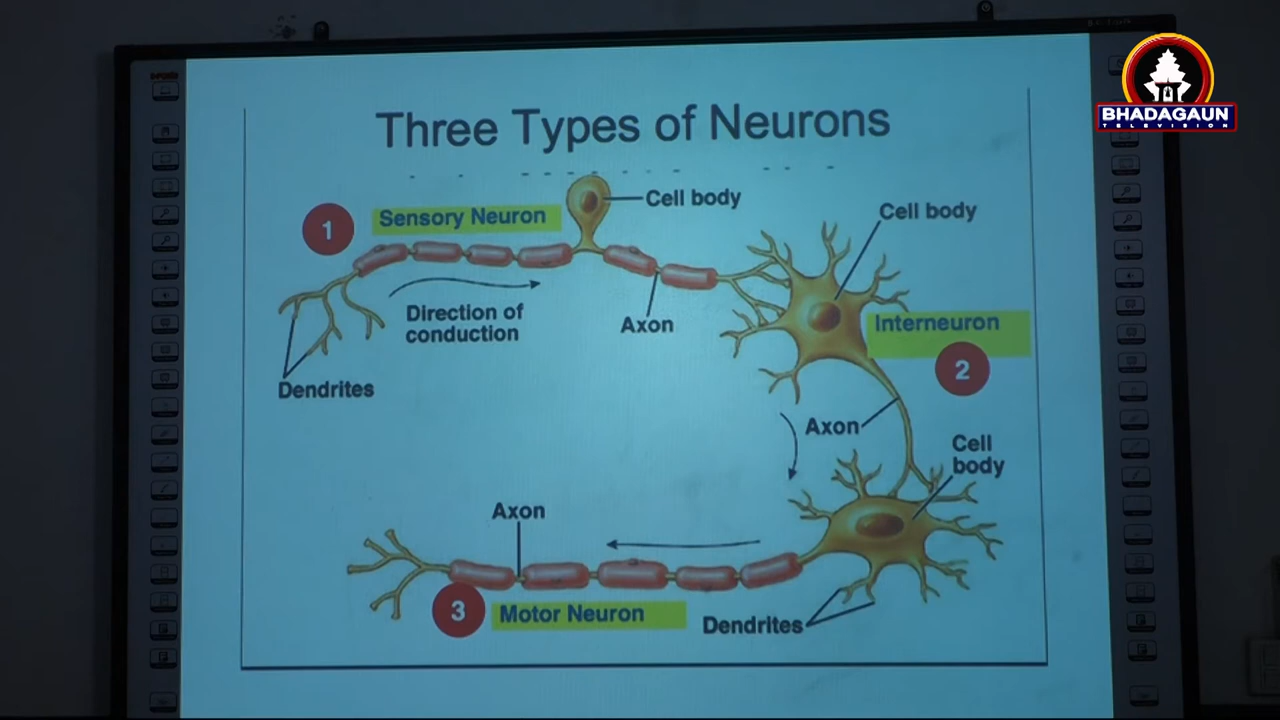 BHADAGAUN
TELEVISION
Three Types of Neurons
1
Sensory Neuron
Cell body
Cell body
Direction of
conduction
Axon
Interneuron
2
Dendrites
Axon
Cell
body
Axon
3
Motor Neuron
Dendrites